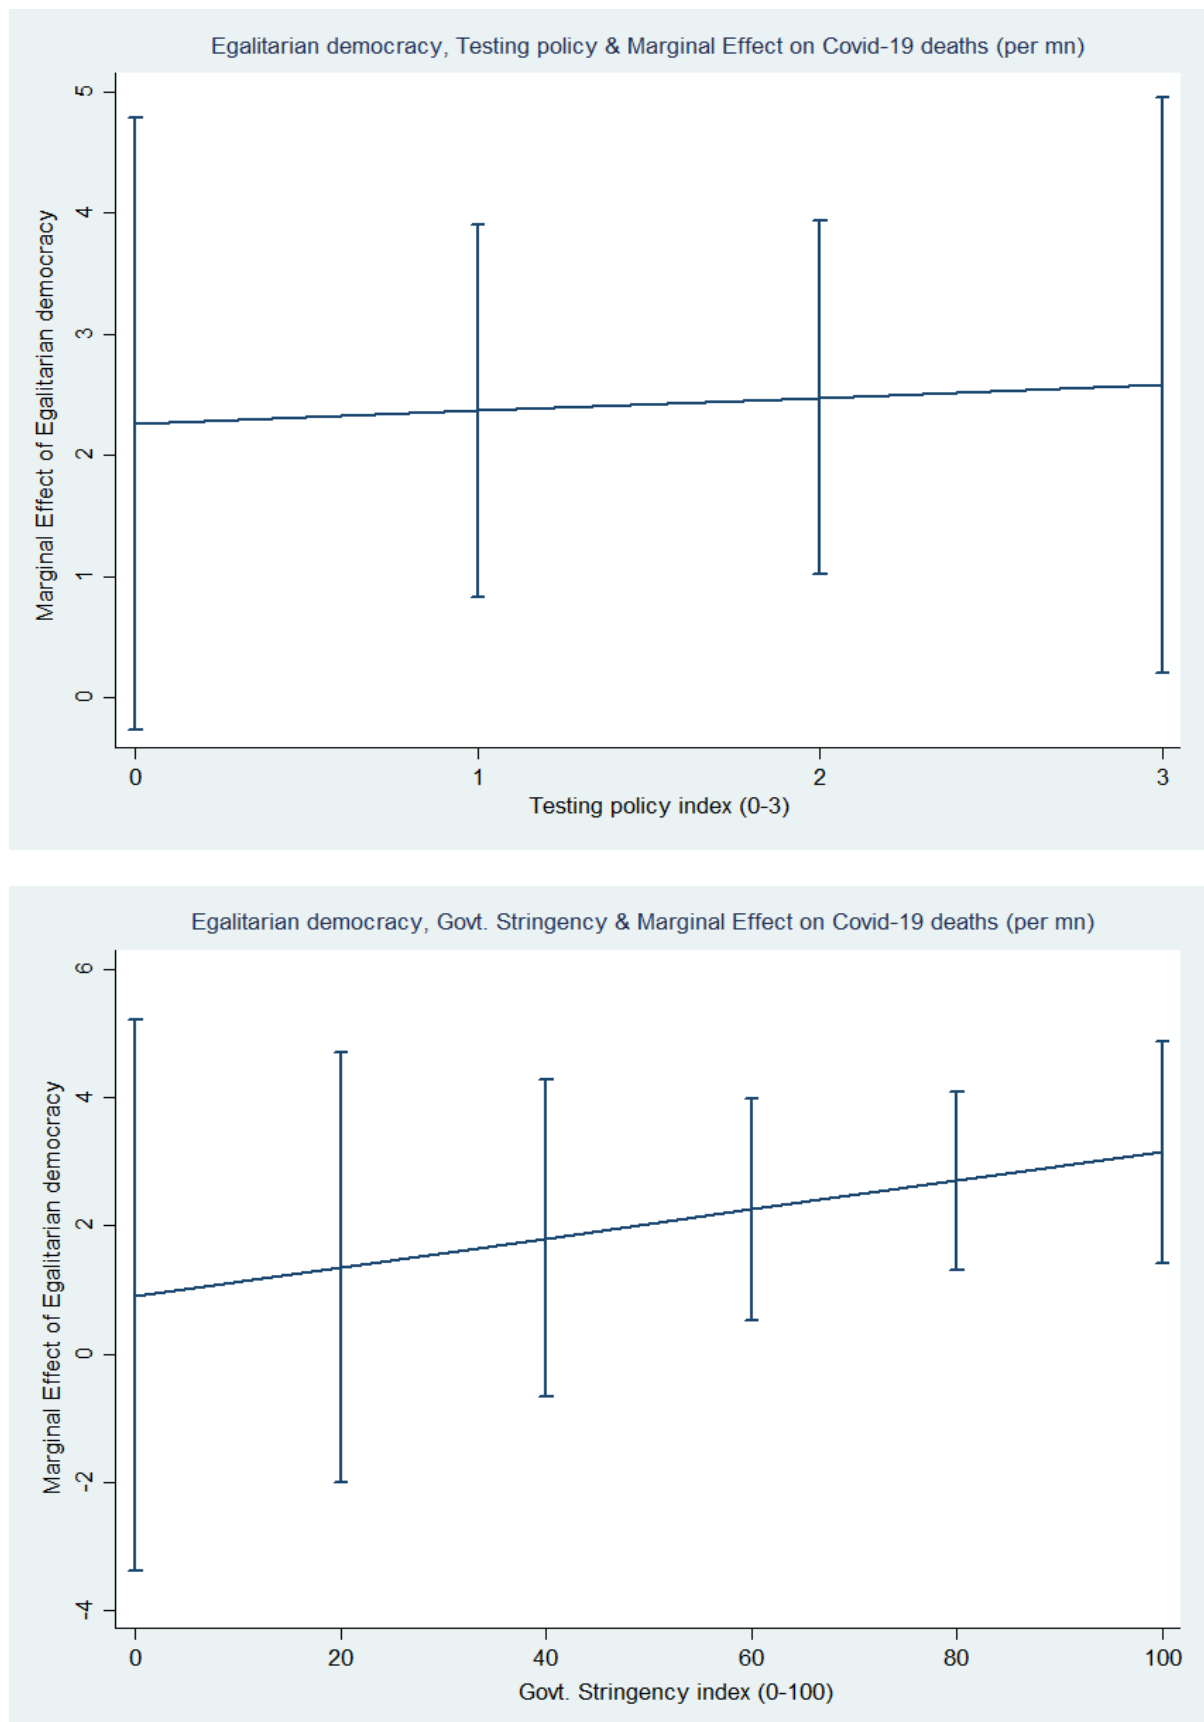 Egalitarian democracy, Testing policy & Marginal Effect on Covid-19 deaths (per mn)
Marginal Effect of Egalitarian democracy
5
4
3
2
1
0
0 1 2 3
Testing policy index (0-3)
Egalitarian democracy, Govt. Stringency & Marginal Effect on Covid-19 deaths (per mn)
Marginal Effect of Egalitarian democracy
6
4
2
0
-2
-4
0 20 40 60 80 100
Govt. Stringency index (0-100)